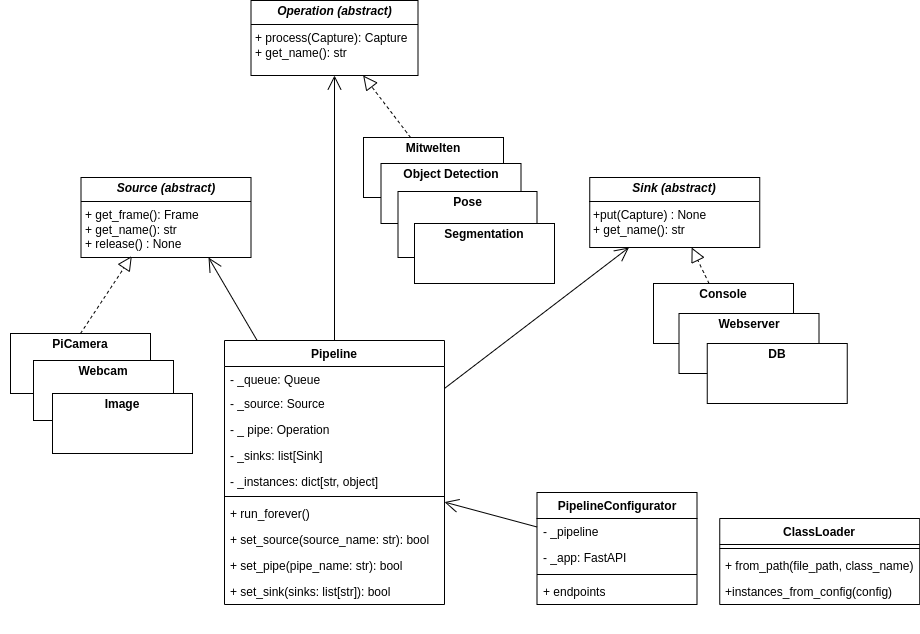 Operation (abstract)
+ process(Capture): Capture
+ get_name(): str
Mitwelten
Object Detection
Pose
Segmentation
Source (abstract)
+ get_frame(): Frame
+ get_name(): str
+ release() : None
Sink (abstract)
+put(Capture) : None
+ get_name(): str
PiCamera
Webcam
Image
Console
Webserver
DB
Pipeline
- _queue: Queue
- _source: Source
- _ pipe: Operation
- _sinks: list[Sink]
- _instances: dict[str, object]
+ run_forever()
+ set_source(source_name: str): bool
+ set_pipe(pipe_name: str): bool
+ set_sink(sinks: list[str]): bool
PipelineConfigurator
- _pipeline
- _app: FastAPI
+ endpoints
ClassLoader
+ from_path(file_path, class_name)
+instances_from_config(config)